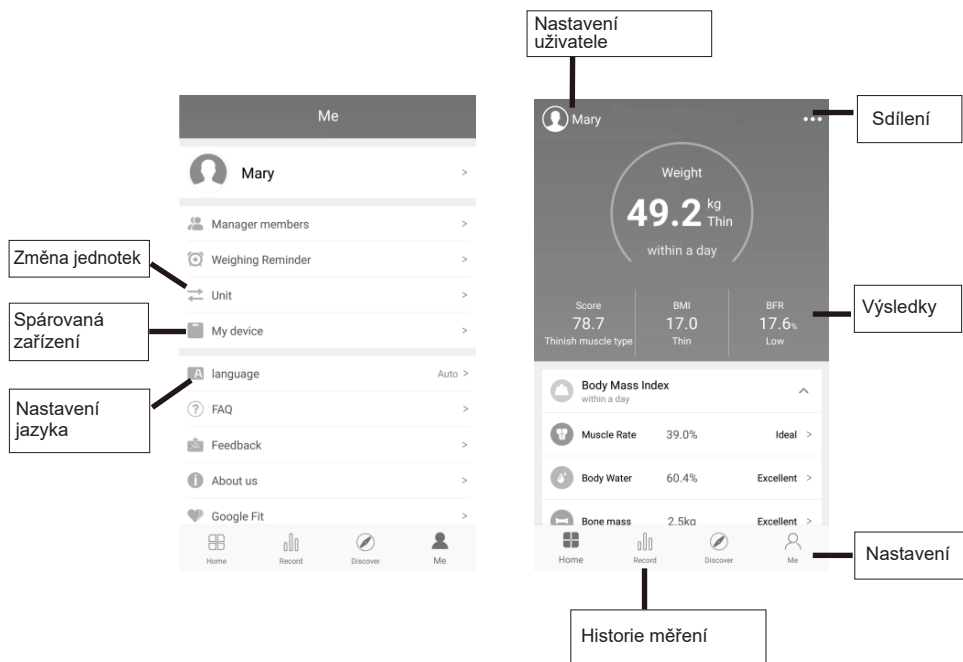 Nastavení
uživatele
Me
Mary
Sdílení
Mary
Weight
49.2 kg
Thin
within a day
Manager members
Změna jednotek
Weighing Reminder
Unit
Spárovaná
zařízení
My device
Score
BMI
BFR
78.7
17.0
17.6%
Thinish muscle type
Thin
Low
Výsledky
Nastavení
jazyka
A language Auto >
? FAQ >
Feedback >
i About us >
Google Fit >
Body Mass Index
within a day
Muscle Rate 39.0% Ideal >
Body Water 60.4% Excellent >
Bone mass 2.5kg Excellent >
Home Record Discover Me
Home Record Discover Me
Nastavení
Historie měření